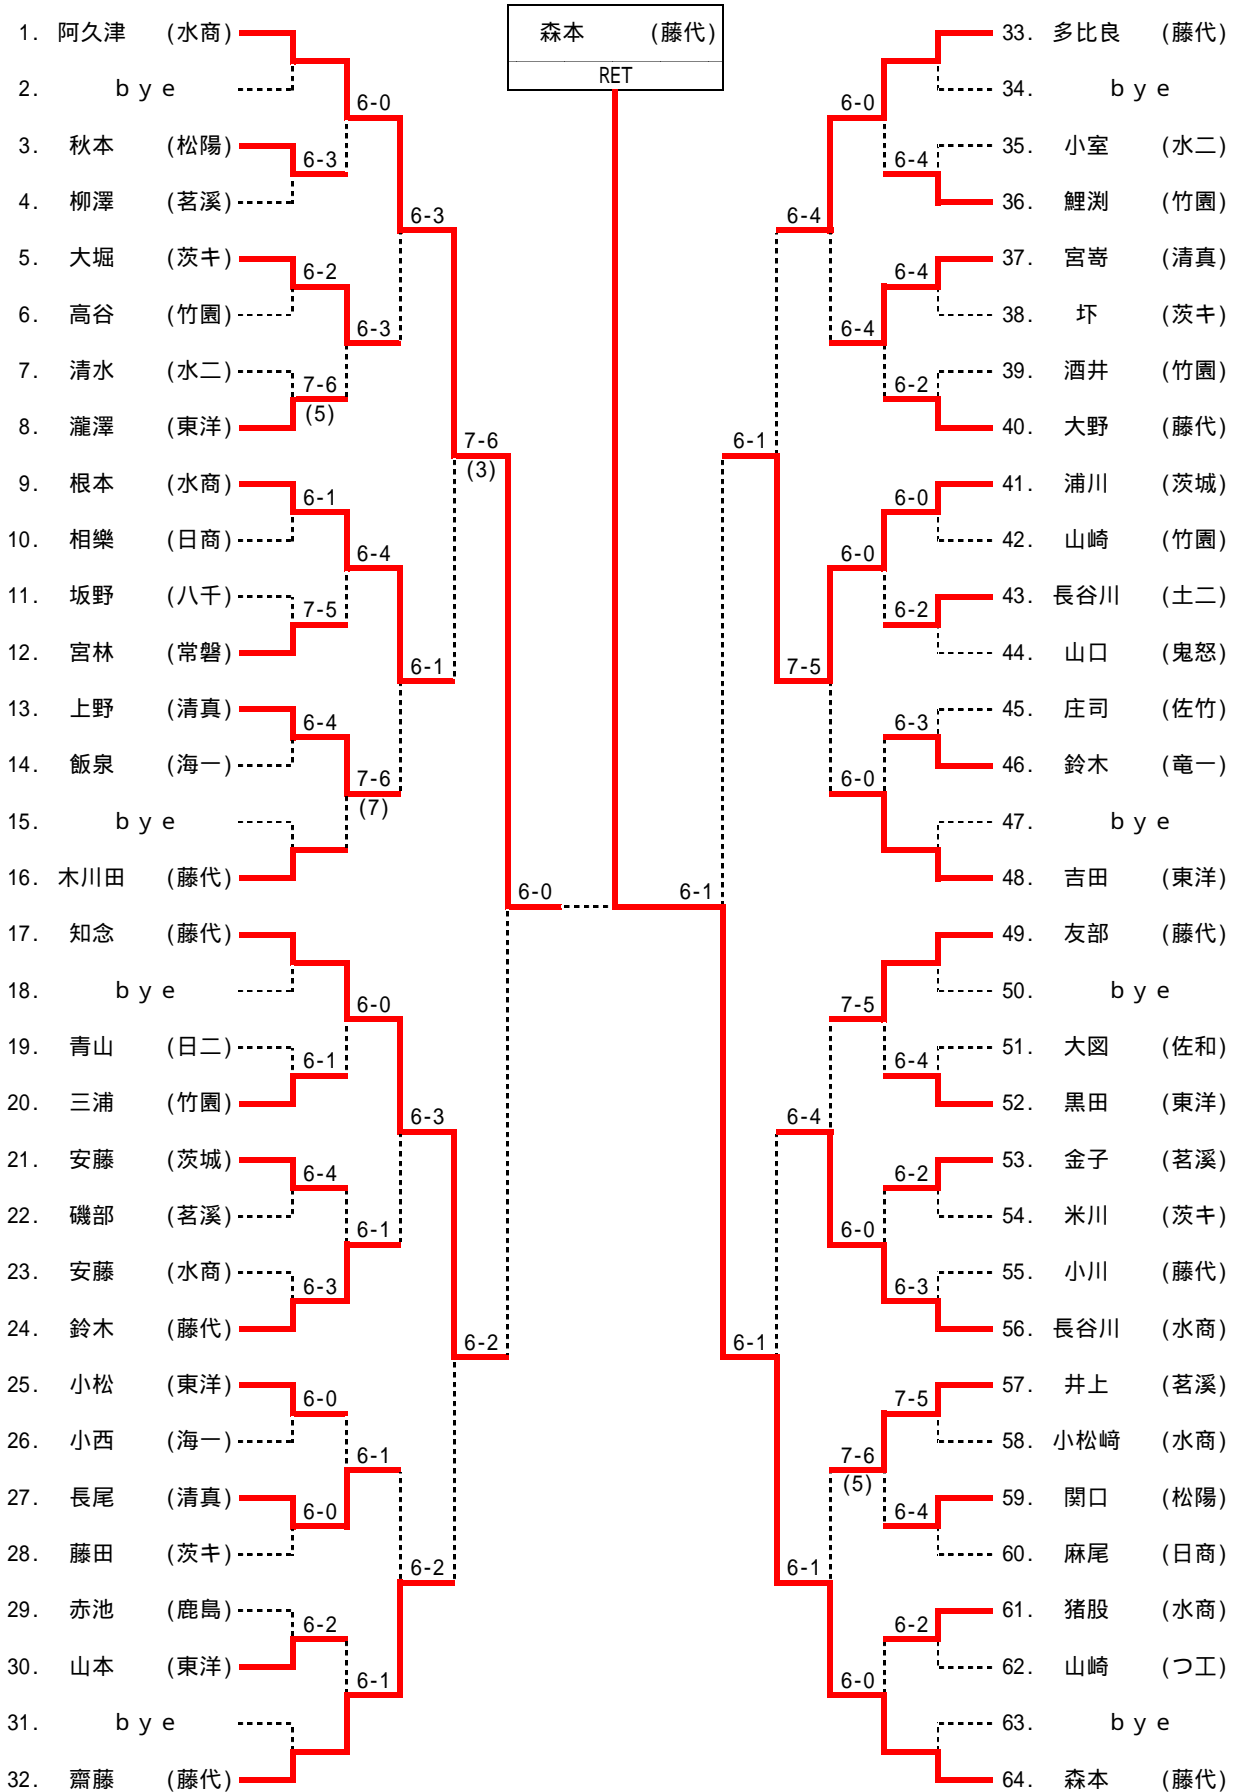 森本 (藤代)
RET
1. 阿久津 (水商)
2. bye
6-0
3. 秋本 (松陽)
6-3
4. 柳澤 (茗溪)
6-3
5. 大堀 (茨キ)
6-2
6. 高谷 (竹園)
6-3
7. 清水 (水二)
7-6
(5)
8. 瀧澤 (東洋)
7-6
(3)
9. 根本 (水商)
6-1
10. 相樂 (日商)
6-4
11. 坂野 (八千)
7-5
12. 宮林 (常磐)
6-1
13. 上野 (清真)
6-4
14. 飯泉 (海一)
7-6
(7)
15. bye
16. 木川田 (藤代)
6-0
17. 知念 (藤代)
18. bye
6-0
19. 青山 (日二)
6-1
20. 三浦 (竹園)
6-3
21. 安藤 (茨城)
6-4
22. 磯部 (茗溪)
6-1
23. 安藤 (水商)
6-3
24. 鈴木 (藤代)
6-2
25. 小松 (東洋)
6-0
26. 小西 (海一)
6-1
27. 長尾 (清真)
6-0
28. 藤田 (茨キ)
6-2
29. 赤池 (鹿島)
6-2
30. 山本 (東洋)
6-1
31. bye
32. 齋藤 (藤代)
33. 多比良 (藤代)
34. bye
6-0
35. 小室 (水二)
6-4
36. 鯉渕 (竹園)
6-4
37. 宮嵜 (清真)
6-4
38. 圷 (茨キ)
6-4
39. 酒井 (竹園)
6-2
40. 大野 (藤代)
6-1
41. 浦川 (茨城)
6-0
42. 山崎 (竹園)
6-0
43. 長谷川 (土二)
6-2
44. 山口 (鬼怒)
7-5
45. 庄司 (佐竹)
6-3
46. 鈴木 (竜一)
6-0
47. bye
48. 吉田 (東洋)
6-1
49. 友部 (藤代)
50. bye
7-5
51. 大図 (佐和)
6-4
52. 黒田 (東洋)
6-4
53. 金子 (茗溪)
6-2
54. 米川 (茨キ)
6-0
55. 小川 (藤代)
6-3
56. 長谷川 (水商)
6-1
57. 井上 (茗溪)
7-5
58. 小松﨑 (水商)
7-6
(5)
59. 関口 (松陽)
6-4
60. 麻尾 (日商)
6-1
61. 猪股 (水商)
6-2
62. 山崎 (つ工)
6-0
63. bye
64. 森本 (藤代)